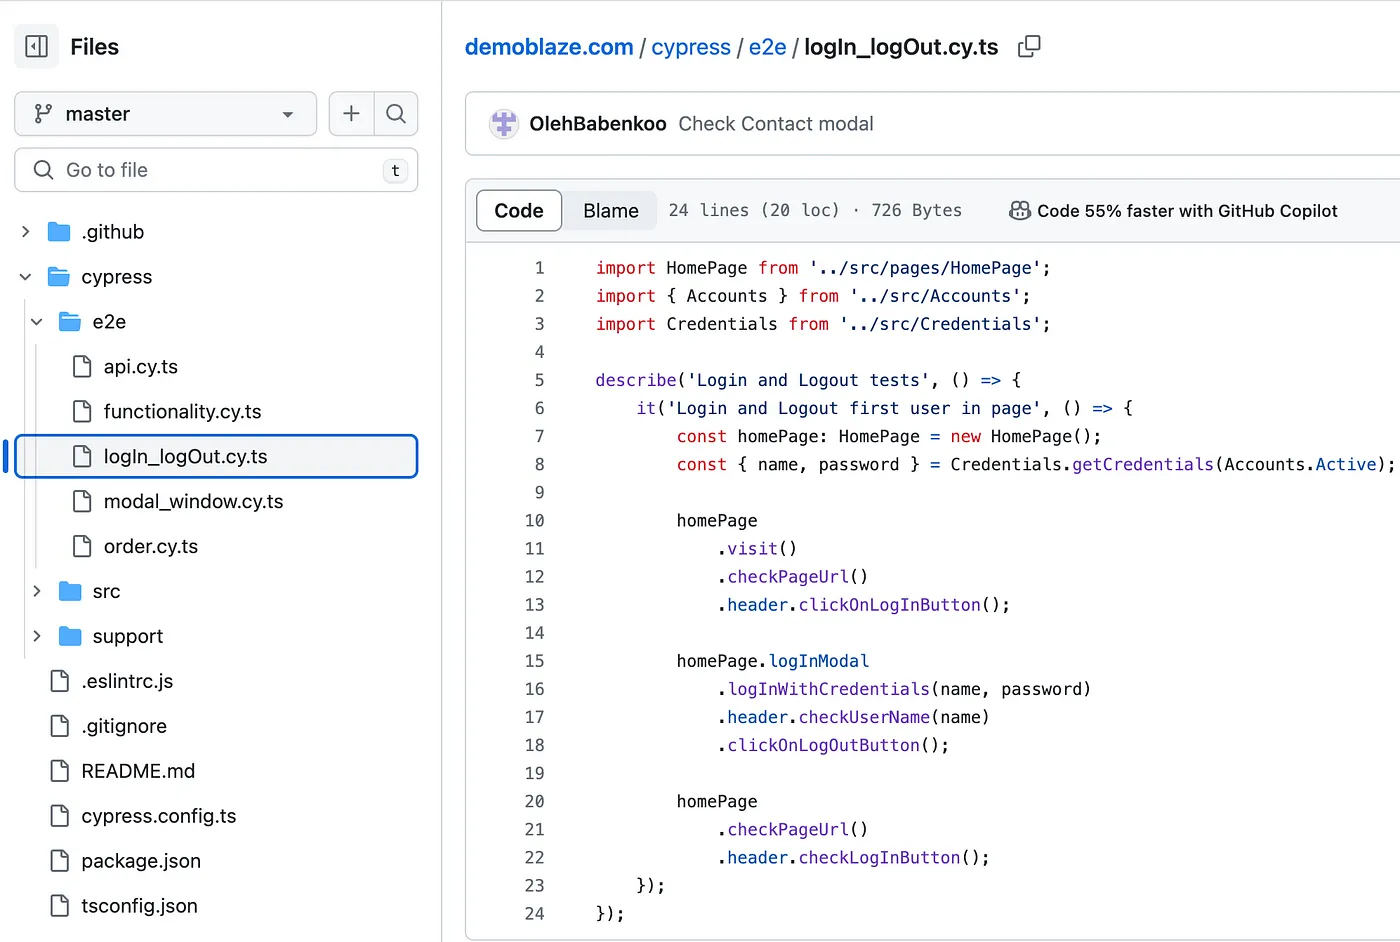 Files
master
Go to file
t
.github
cypress
e2e
api.cy.ts
functionality.cy.ts
logIn_logOut.cy.ts
modal_window.cy.ts
order.cy.ts
src
support
.eslintrc.js
.gitignore
README.md
cypress.config.ts
package.json
tsconfig.json
demoblaze.com / cypress / e2e / logIn_logOut.cy.ts
OlehBabenkoo Check Contact modal
Code Blame 24 lines (20 loc) · 726 Bytes Code 55% faster with GitHub Copilot
1 import HomePage from '../src/pages/HomePage';
2 import { Accounts } from '../src/Accounts';
3 import Credentials from '../src/Credentials';
4
5 describe('Login and Logout tests', () => {
6     it('Login and Logout first user in page', () => {
7         const homePage: HomePage = new HomePage();
8         const { name, password } = Credentials.getCredentials(Accounts.Active);
9
10         homePage
11             .visit()
12             .checkPageUrl()
13             .header.clickOnLogInButton();
14
15         homePage.logInModal
16             .logInWithCredentials(name, password)
17             .header.checkUserName(name)
18             .clickOnLogOutButton();
19
20         homePage
21             .checkPageUrl()
22             .header.checkLogInButton();
23     });
24 });